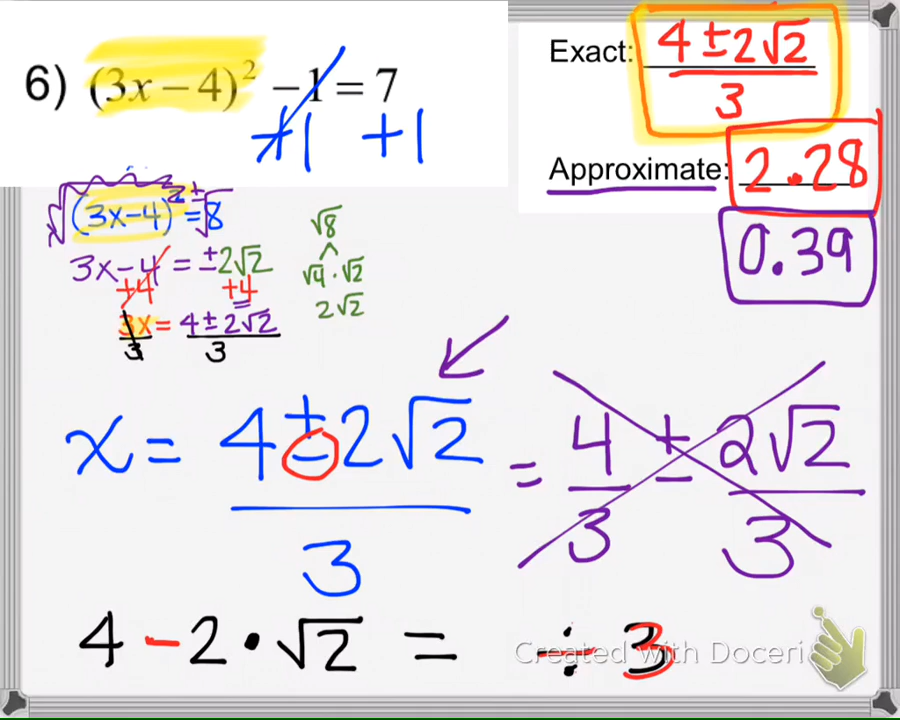 6) (3x – 4)² – 1 = 7
+1 +1
Exact: 4 ± 2√2
3
Approximate: 2.28
0.39
√(3x-4)² = ±√8
3x-4 = ±2√2
+4 +4
3x = 4±2√2
3 3
√8
√4 · √2
2√2
x = 4±2√2 = 4 ± 2√2
3 3 3
4 - 2 · √2 = ÷ 3
Created with Doceri